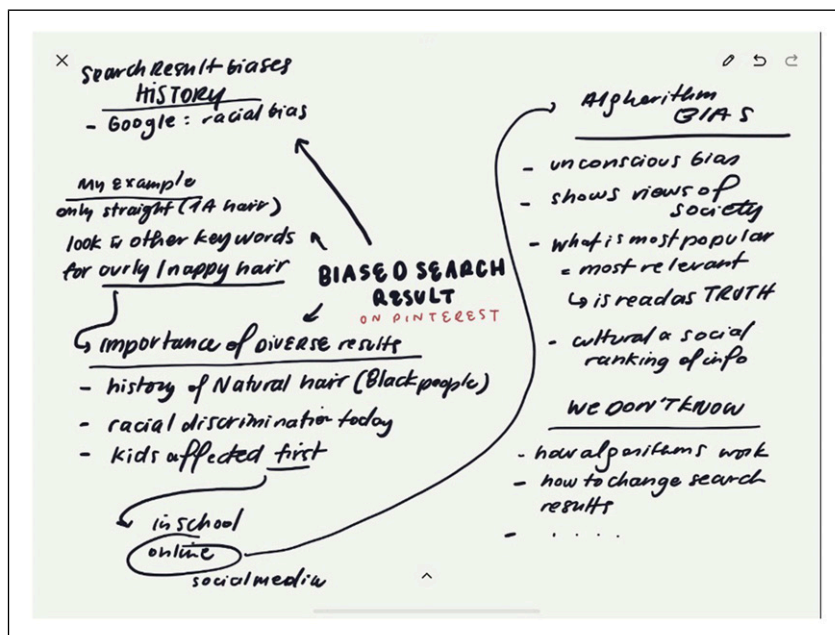 Search Result biases
HISTORY
- Google: racial bias
My Example
only straight (1A hair)
look is other keywords
for curly / nappy hair
BIASED SEARCH
RESULT
ON PINTEREST
importance of DIVERSE results
- history of Natural hair (Black people)
- racial discrimination today
- kids affected first
in school
online
social media
Algherithm
BIAS
- unconscious bias
- shows views of
society
- what is most popular
= most relevant
↳ is read as TRUTH
- cultural & social
ranking of info
WE DON'T KNOW
- how algorithms work
- how to change search
results
- . . . . .